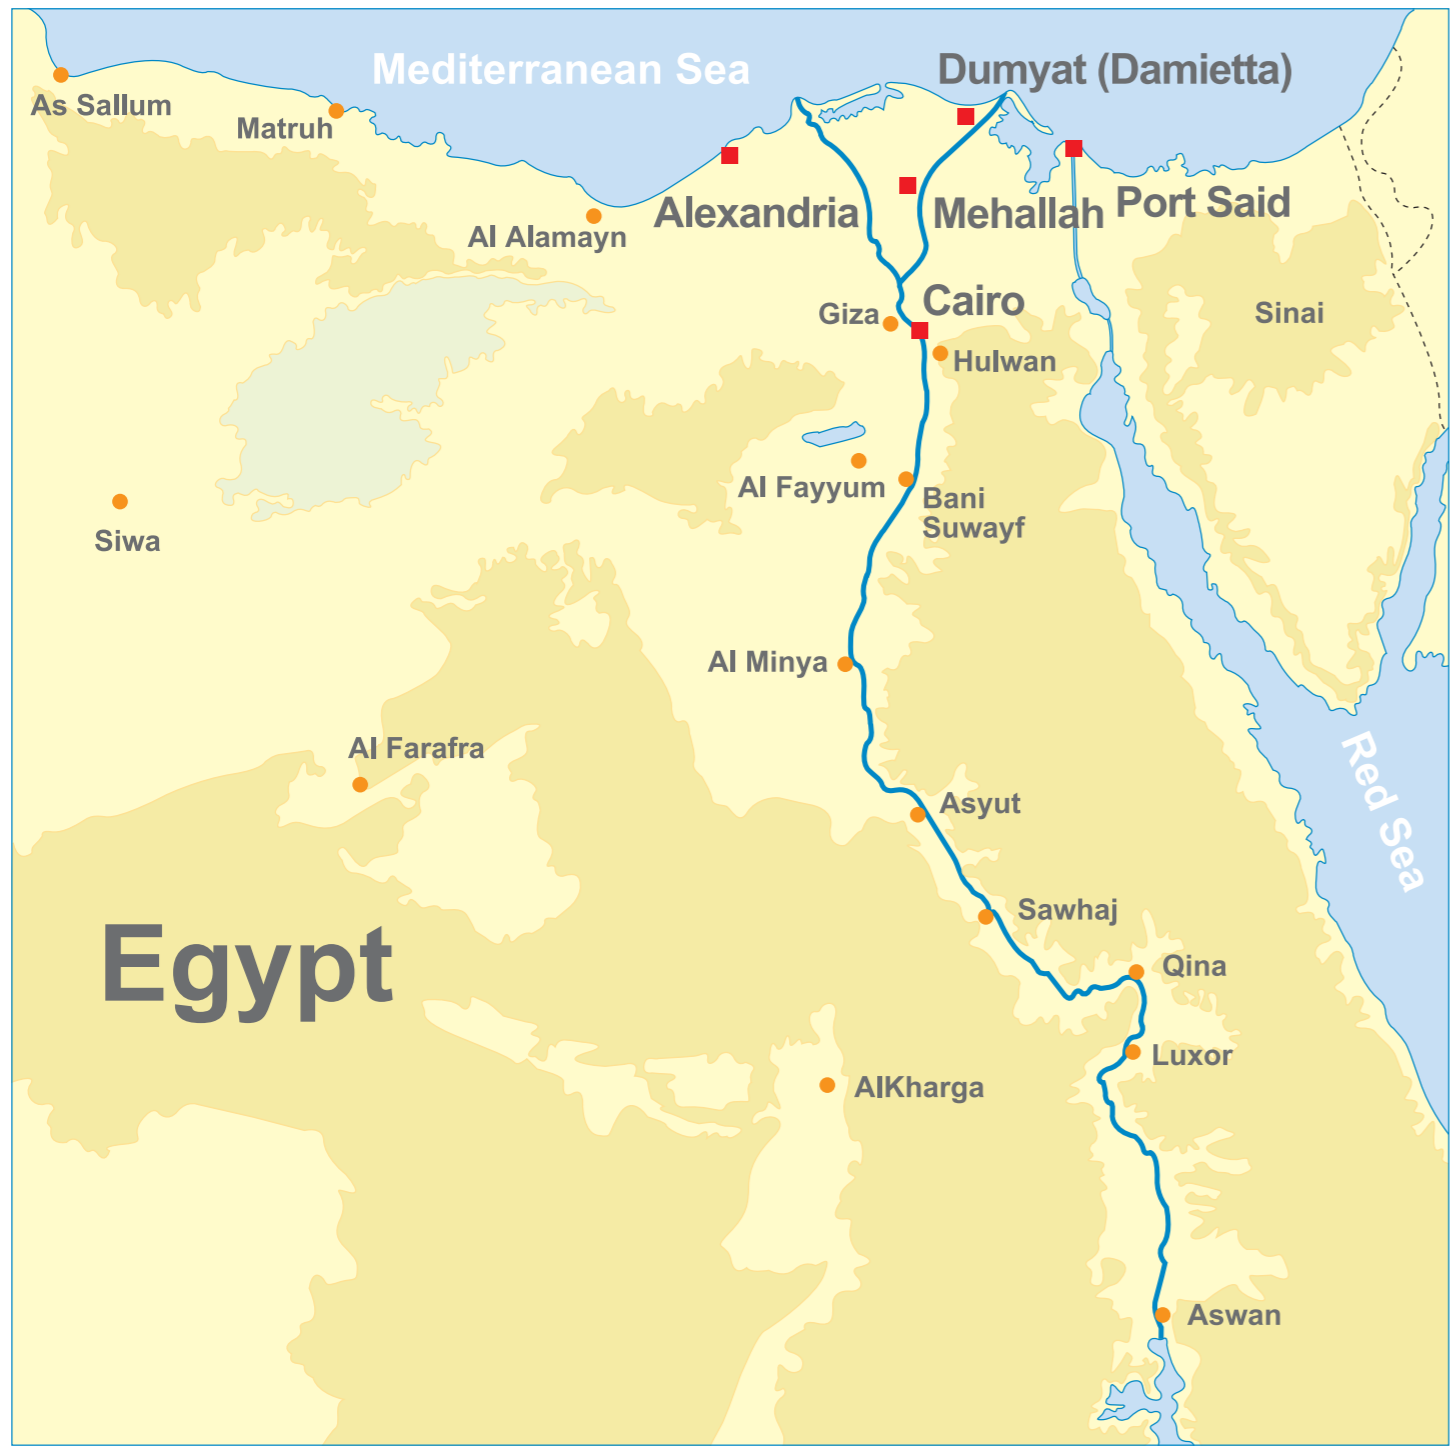 Mediterranean Sea
Dumyat (Damietta)
As Sallum
Matruh
Alexandria
Mehallah
Port Said
Al Alamayn
Cairo
Giza
Sinai
Hulwan
Al Fayyum
Bani
Suwayf
Siwa
Al Minya
Al Farafra
Red Sea
Asyut
Sawhaj
Egypt
Qina
Luxor
AlKharga
Aswan